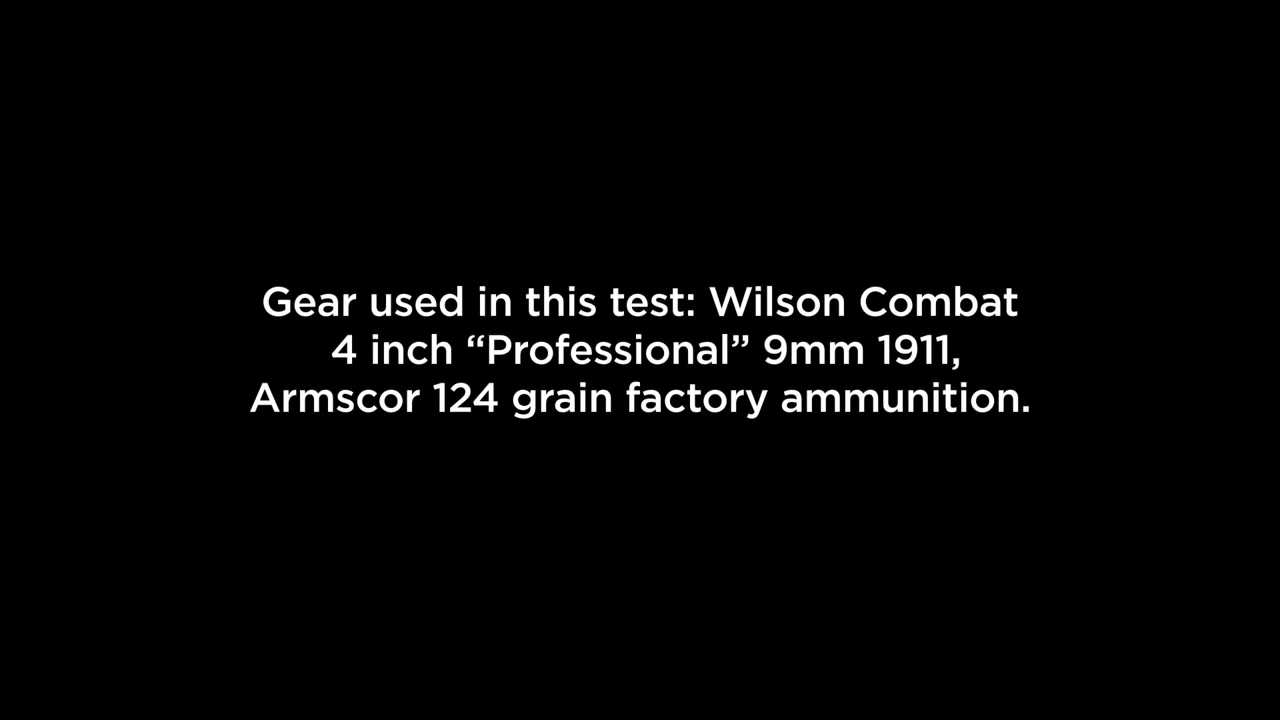 Gear used in this test: Wilson Combat
4 inch “Professional” 9mm 1911,
Armscor 124 grain factory ammunition.